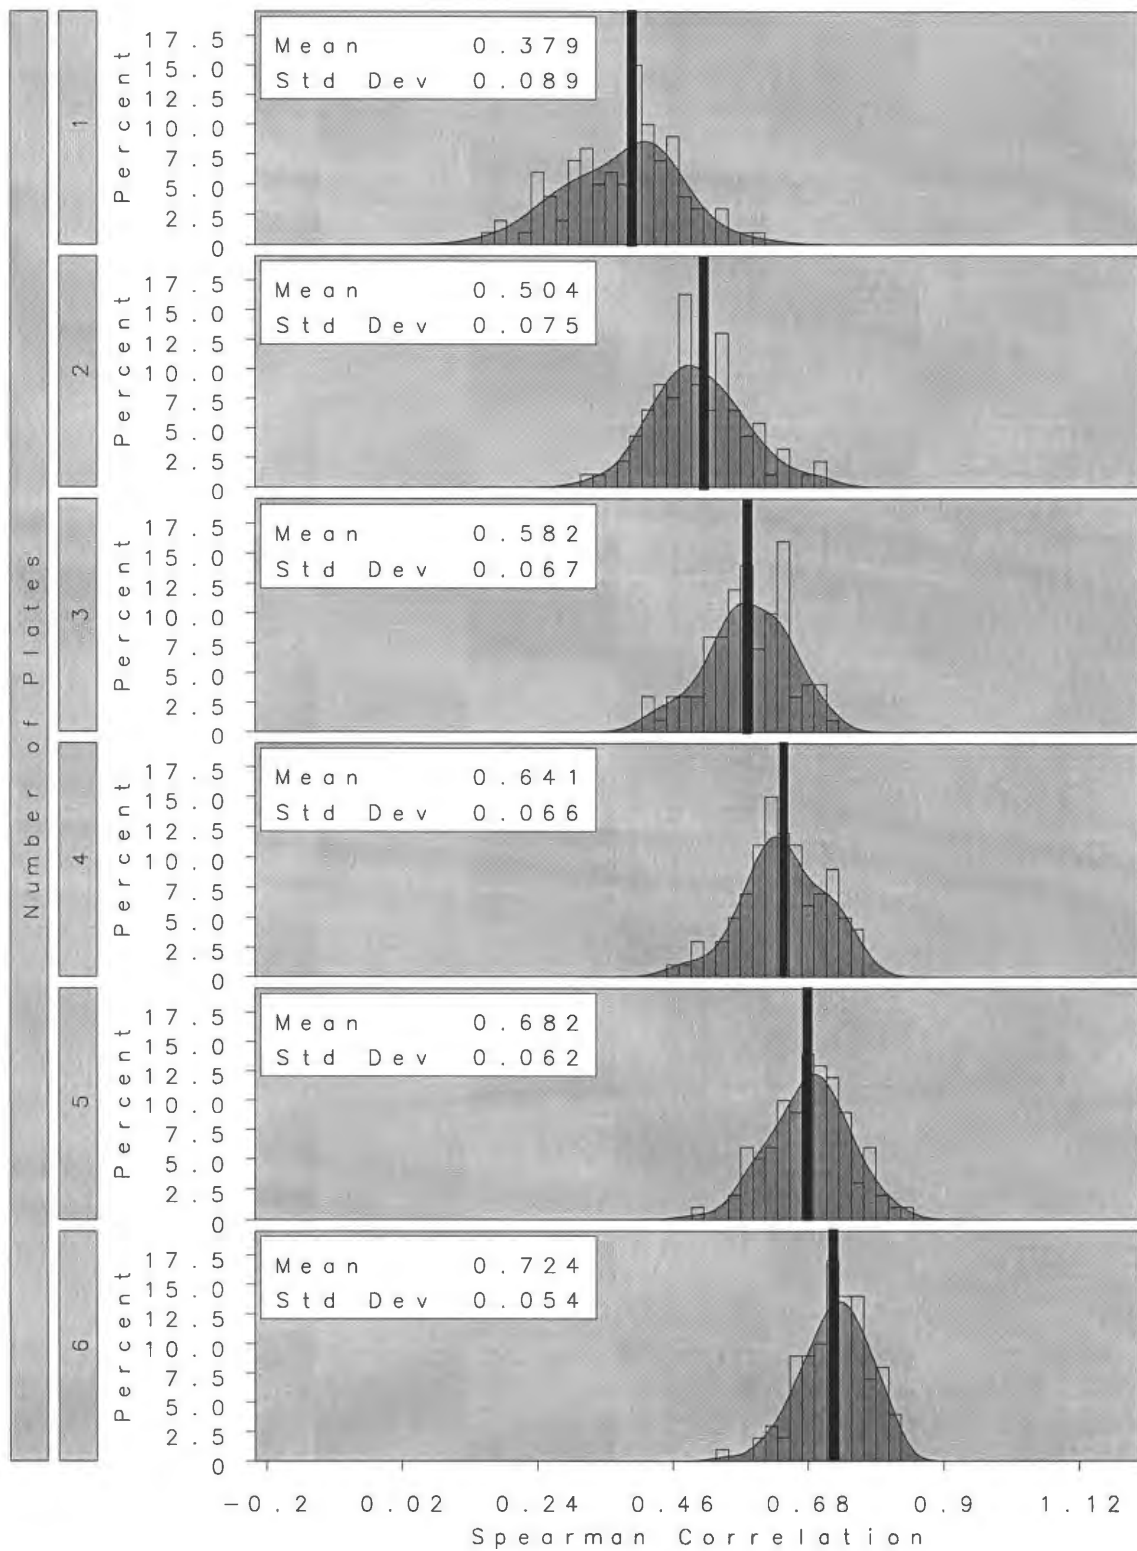 Number of Plates
1
Percent
17.5
15.0
12.5
10.0
7.5
5.0
2.5
0
Mean 0.379
Std Dev 0.089
2
Percent
17.5
15.0
12.5
10.0
7.5
5.0
2.5
0
Mean 0.504
Std Dev 0.075
3
Percent
17.5
15.0
12.5
10.0
7.5
5.0
2.5
0
Mean 0.582
Std Dev 0.067
4
Percent
17.5
15.0
12.5
10.0
7.5
5.0
2.5
0
Mean 0.641
Std Dev 0.066
5
Percent
17.5
15.0
12.5
10.0
7.5
5.0
2.5
0
Mean 0.682
Std Dev 0.062
6
Percent
17.5
15.0
12.5
10.0
7.5
5.0
2.5
0
Mean 0.724
Std Dev 0.054
-0.2 0.02 0.24 0.46 0.68 0.9 1.12
Spearman Correlation